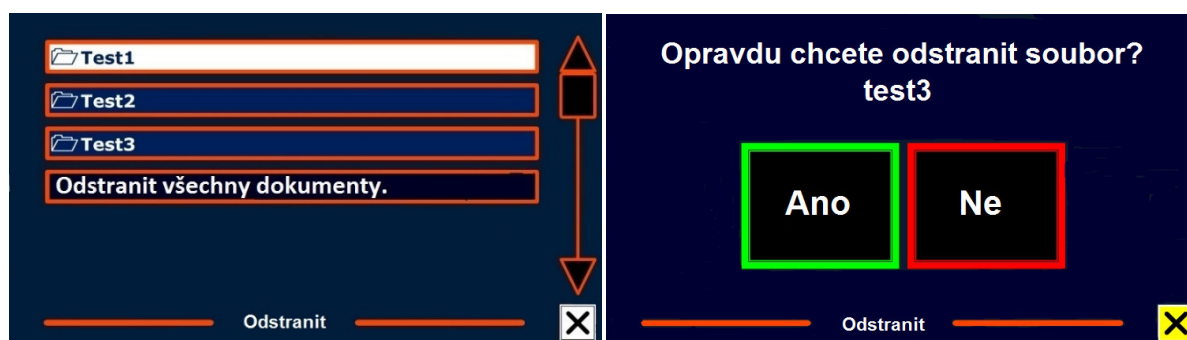 Test1
Test2
Test3
Odstranit všechny dokumenty.
Odstranit
Opravdu chcete odstranit soubor?
test3
Ano
Ne
Odstranit